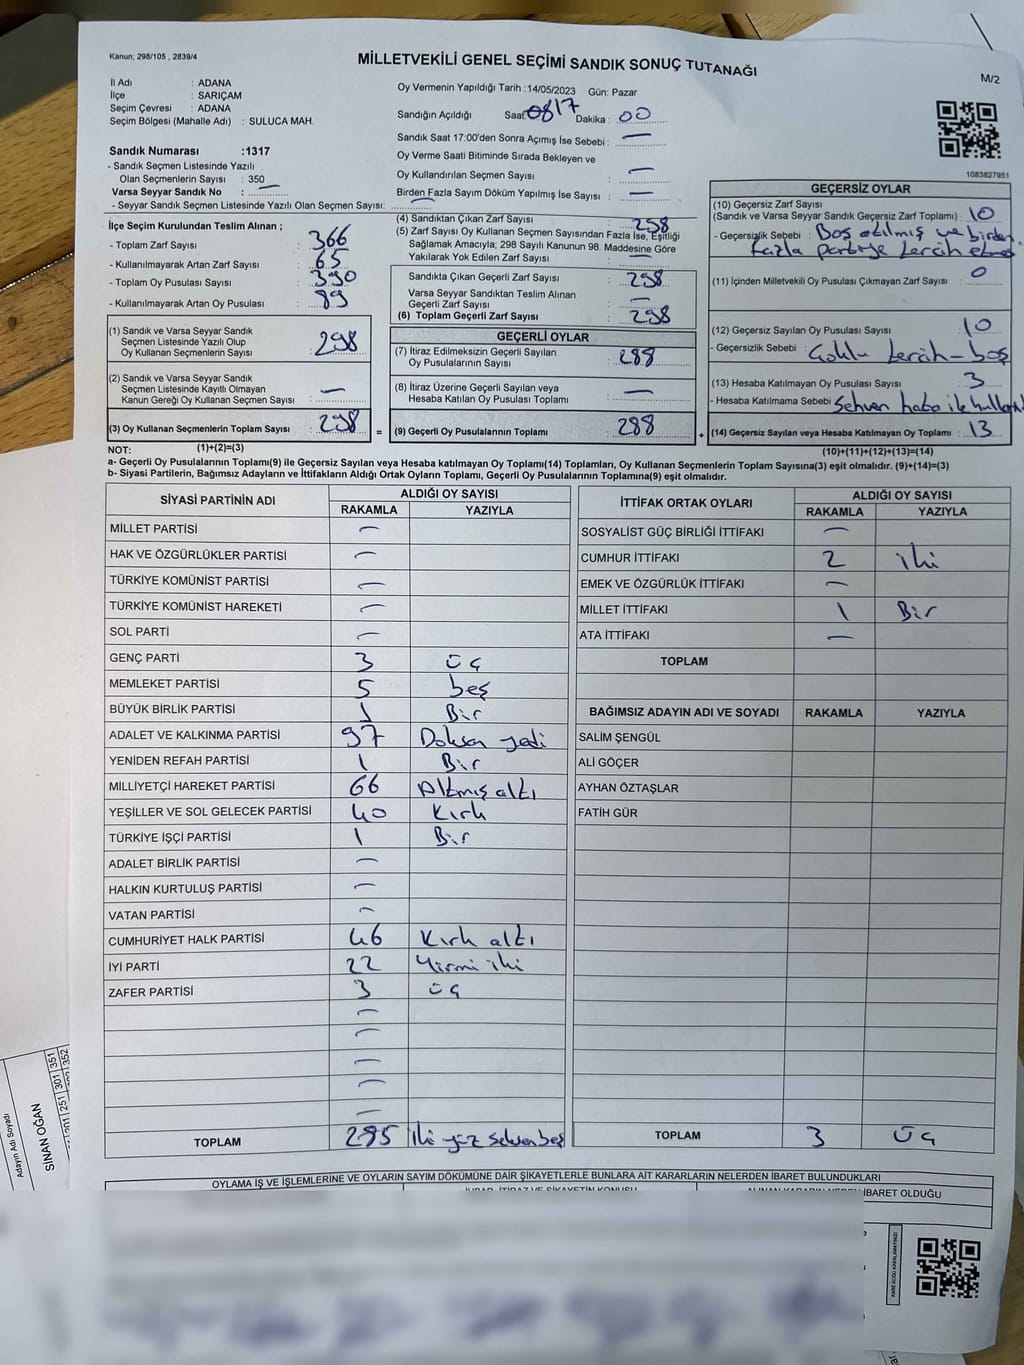 Kanun; 298/105 , 2839/4
MİLLETVEKİLİ GENEL SEÇİMİ SANDIK SONUÇ TUTANAĞI
M/2
İl Adı : ADANA
İlçe : SARIÇAM
Seçim Çevresi : ADANA
Seçim Bölgesi (Mahalle Adı) : SULUCA MAH.
Sandık Numarası :1317
- Sandık Seçmen Listesinde Yazılı
Olan Seçmenlerin Sayısı : 350
Varsa Seyyar Sandık No : —
- Seyyar Sandık Seçmen Listesinde Yazılı Olan Seçmen Sayısı: —
Oy Vermenin Yapıldığı Tarih :14/05/2023 Gün: Pazar
Sandığın Açıldığı Saat 0817 Dakika : 00
Sandık Saat 17:00'den Sonra Açımış İse Sebebi : —
Oy Verme Saati Bitiminde Sırada Bekleyen ve
Oy Kullandırılan Seçmen Sayısı : —
Birden Fazla Sayım Döküm Yapılmış İse Sayısı : —
1083827951
İlçe Seçim Kurulundan Teslim Alınan ;
- Toplam Zarf Sayısı : 366
- Kullanılmayarak Artan Zarf Sayısı : 65
- Toplam Oy Pusulası Sayısı : 390
- Kullanılmayarak Artan Oy Pusulası : 89
(1) Sandık ve Varsa Seyyar Sandık
Seçmen Listesinde Yazılı Olup
Oy Kullanan Seçmenlerin Sayısı : 298
(2) Sandık ve Varsa Seyyar Sandık
Seçmen Listesinde Kayıtlı Olmayan
Kanun Gereği Oy Kullanan Seçmen Sayısı : —
(3) Oy Kullanan Seçmenlerin Toplam Sayısı : 298
(4) Sandıktan Çıkan Zarf Sayısı : 298
(5) Zarf Sayısı Oy Kullanan Seçmen Sayısından Fazla İse, Eşitliği
Sağlamak Amacıyla; 298 Sayılı Kanunun 98. Maddesine Göre
Yakılarak Yok Edilen Zarf Sayısı : —
Sandıkta Çıkan Geçerli Zarf Sayısı : 298
Varsa Seyyar Sandıktan Teslim Alınan
Geçerli Zarf Sayısı : —
(6) Toplam Geçerli Zarf Sayısı : 298
GEÇERLİ OYLAR
(7) İtiraz Edilmeksizin Geçerli Sayılan
Oy Pusulalarının Sayısı : 288
(8) İtiraz Üzerine Geçerli Sayılan veya
Hesaba Katılan Oy Pusulası Toplamı : —
= (9) Geçerli Oy Pusulalarının Toplamı : 288
GEÇERSİZ OYLAR
(10) Geçersiz Zarf Sayısı
(Sandık ve Varsa Seyyar Sandık Geçersiz Zarf Toplamı) : 10
- Geçersizlik Sebebi : Boş atılmış ve birden
fazla partiye tercih etme
(11) İçinden Milletvekili Oy Pusulası Çıkmayan Zarf Sayısı : 0
(12) Geçersiz Sayılan Oy Pusulası Sayısı : 10
- Geçersizlik Sebebi : Çoklu tercih - boş
(13) Hesaba Katılmayan Oy Pusulası Sayısı : 3
- Hesaba Katılmama Sebebi : Sehven hata ile
+ (14) Geçersiz Sayılan veya Hesaba Katılmayan Oy Toplamı : 13
NOT: (1)+(2)=(3)
(10)+(11)+(12)+(13)=(14)
a- Geçerli Oy Pusulalarının Toplamı(9) ile Geçersiz Sayılan veya Hesaba katılmayan Oy Toplamı(14) Toplamları, Oy Kullanan Seçmenlerin Toplam Sayısına(3) eşit olmalıdır. (9)+(14)=(3)
b- Siyasi Partilerin, Bağımsız Adayların ve İttifakların Aldığı Ortak Oyların Toplamı, Geçerli Oy Pusulalarının Toplamına(9) eşit olmalıdır.
SİYASİ PARTİNİN ADI
ALDIĞI OY SAYISI
RAKAMLA YAZIYLA
MİLLET PARTİSİ —
HAK VE ÖZGÜRLÜKLER PARTİSİ —
TÜRKİYE KOMÜNİST PARTİSİ —
TÜRKİYE KOMÜNİST HAREKETİ —
SOL PARTİ —
GENÇ PARTİ 3 üç
MEMLEKET PARTİSİ 5 beş
BÜYÜK BİRLİK PARTİSİ 1 Bir
ADALET VE KALKINMA PARTİSİ 97 Doksan yedi
YENİDEN REFAH PARTİSİ 1 Bir
MİLLİYETÇİ HAREKET PARTİSİ 66 Altmış altı
YEŞİLLER VE SOL GELECEK PARTİSİ 40 Kırk
TÜRKİYE İŞÇİ PARTİSİ 1 Bir
ADALET BİRLİK PARTİSİ —
HALKIN KURTULUŞ PARTİSİ —
VATAN PARTİSİ —
CUMHURİYET HALK PARTİSİ 46 Kırk altı
İYİ PARTİ 22 Yirmi iki
ZAFER PARTİSİ 3 üç
—
—
—
—
—
TOPLAM 285 İki yüz seksen beş
İTTİFAK ORTAK OYLARI
ALDIĞI OY SAYISI
RAKAMLA YAZIYLA
SOSYALİST GÜÇ BİRLİĞİ İTTİFAKI —
CUMHUR İTTİFAKI 2 iki
EMEK VE ÖZGÜRLÜK İTTİFAKI —
MİLLET İTTİFAKI 1 Bir
ATA İTTİFAKI —
TOPLAM
BAĞIMSIZ ADAYIN ADI VE SOYADI RAKAMLA YAZIYLA
SALİM ŞENGÜL
ALİ GÖÇER
AYHAN ÖZTAŞLAR
FATİH GÜR
TOPLAM 3 üç
OYLAMA İŞ VE İŞLEMLERİNE VE OYLARIN SAYIM DÖKÜMÜNE DAİR ŞİKAYETLERLE BUNLARA AİT KARARLARIN NELERDEN İBARET BULUNDUKLARI
İBARET OLDUĞU
Adayın Adı Soyadı
SİNAN OĞAN
201 251 301 351
352